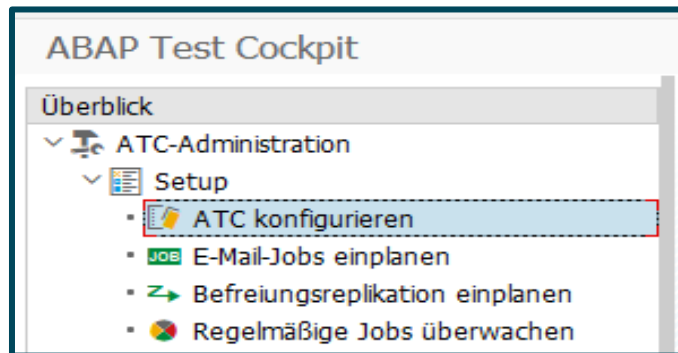 ABAP Test Cockpit
Überblick
ATC-Administration
Setup
ATC konfigurieren
JOB E-Mail-Jobs einplanen
Befreiungsreplikation einplanen
Regelmäßige Jobs überwachen